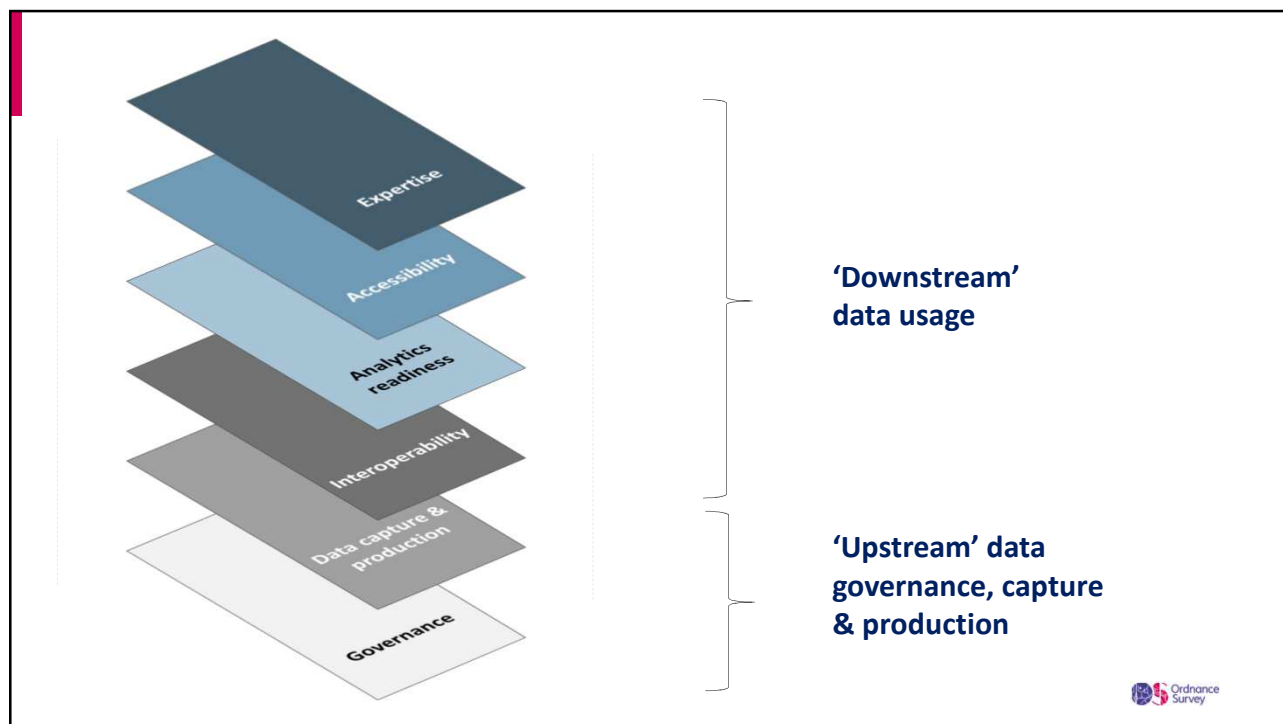 Expertise
Accessibility
Analytics
readiness
Interoperability
Data capture &
production
Governance
‘Downstream’
data usage
‘Upstream’ data
governance, capture
& production
Ordnance
Survey